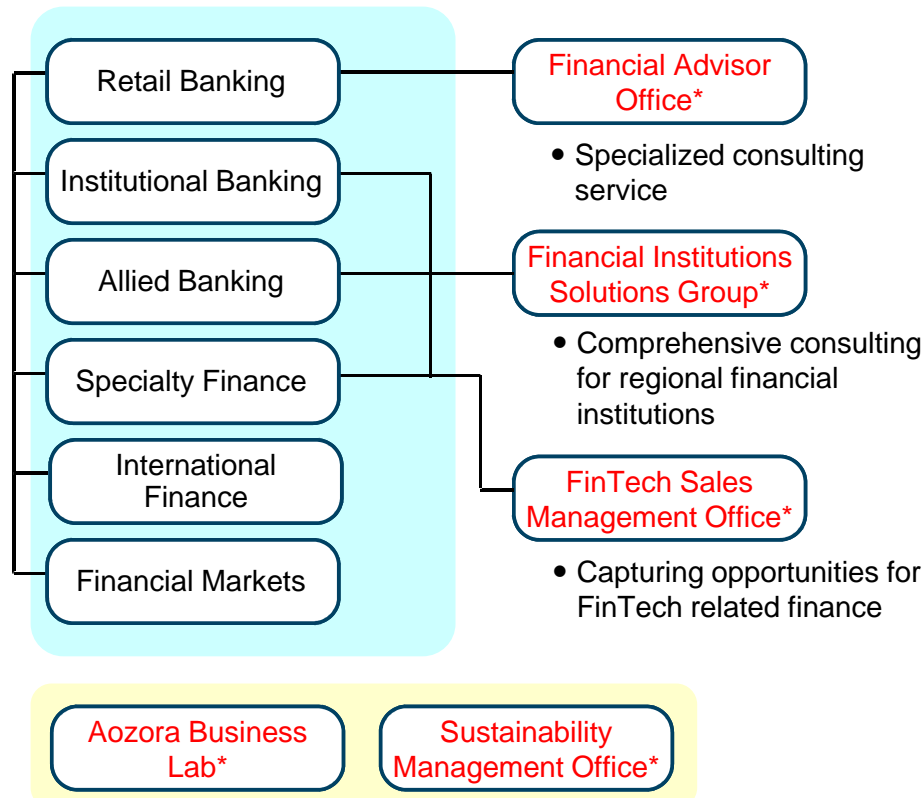 Retail Banking
Institutional Banking
Allied Banking
Specialty Finance
International
Finance
Financial Markets
Financial Advisor
Office*
• Specialized consulting
service
Financial Institutions
Solutions Group*
• Comprehensive consulting
for regional financial
institutions
FinTech Sales
Management Office*
• Capturing opportunities for
FinTech related finance
Aozora Business
Lab*
Sustainability
Management Office*